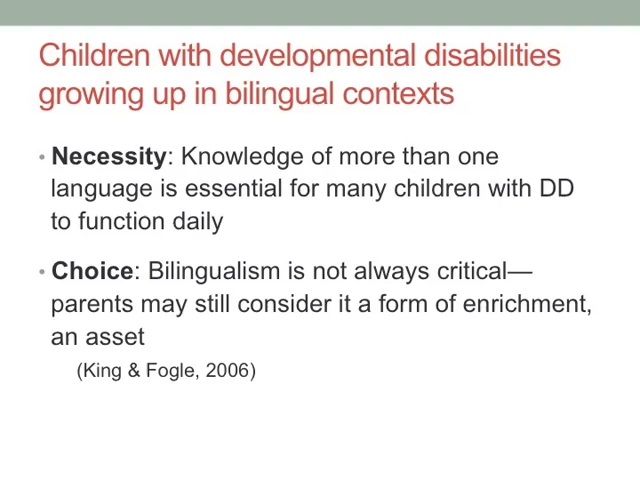 Children with developmental disabilities
growing up in bilingual contexts
• Necessity: Knowledge of more than one
language is essential for many children with DD
to function daily
• Choice: Bilingualism is not always critical—
parents may still consider it a form of enrichment,
an asset
(King & Fogle, 2006)